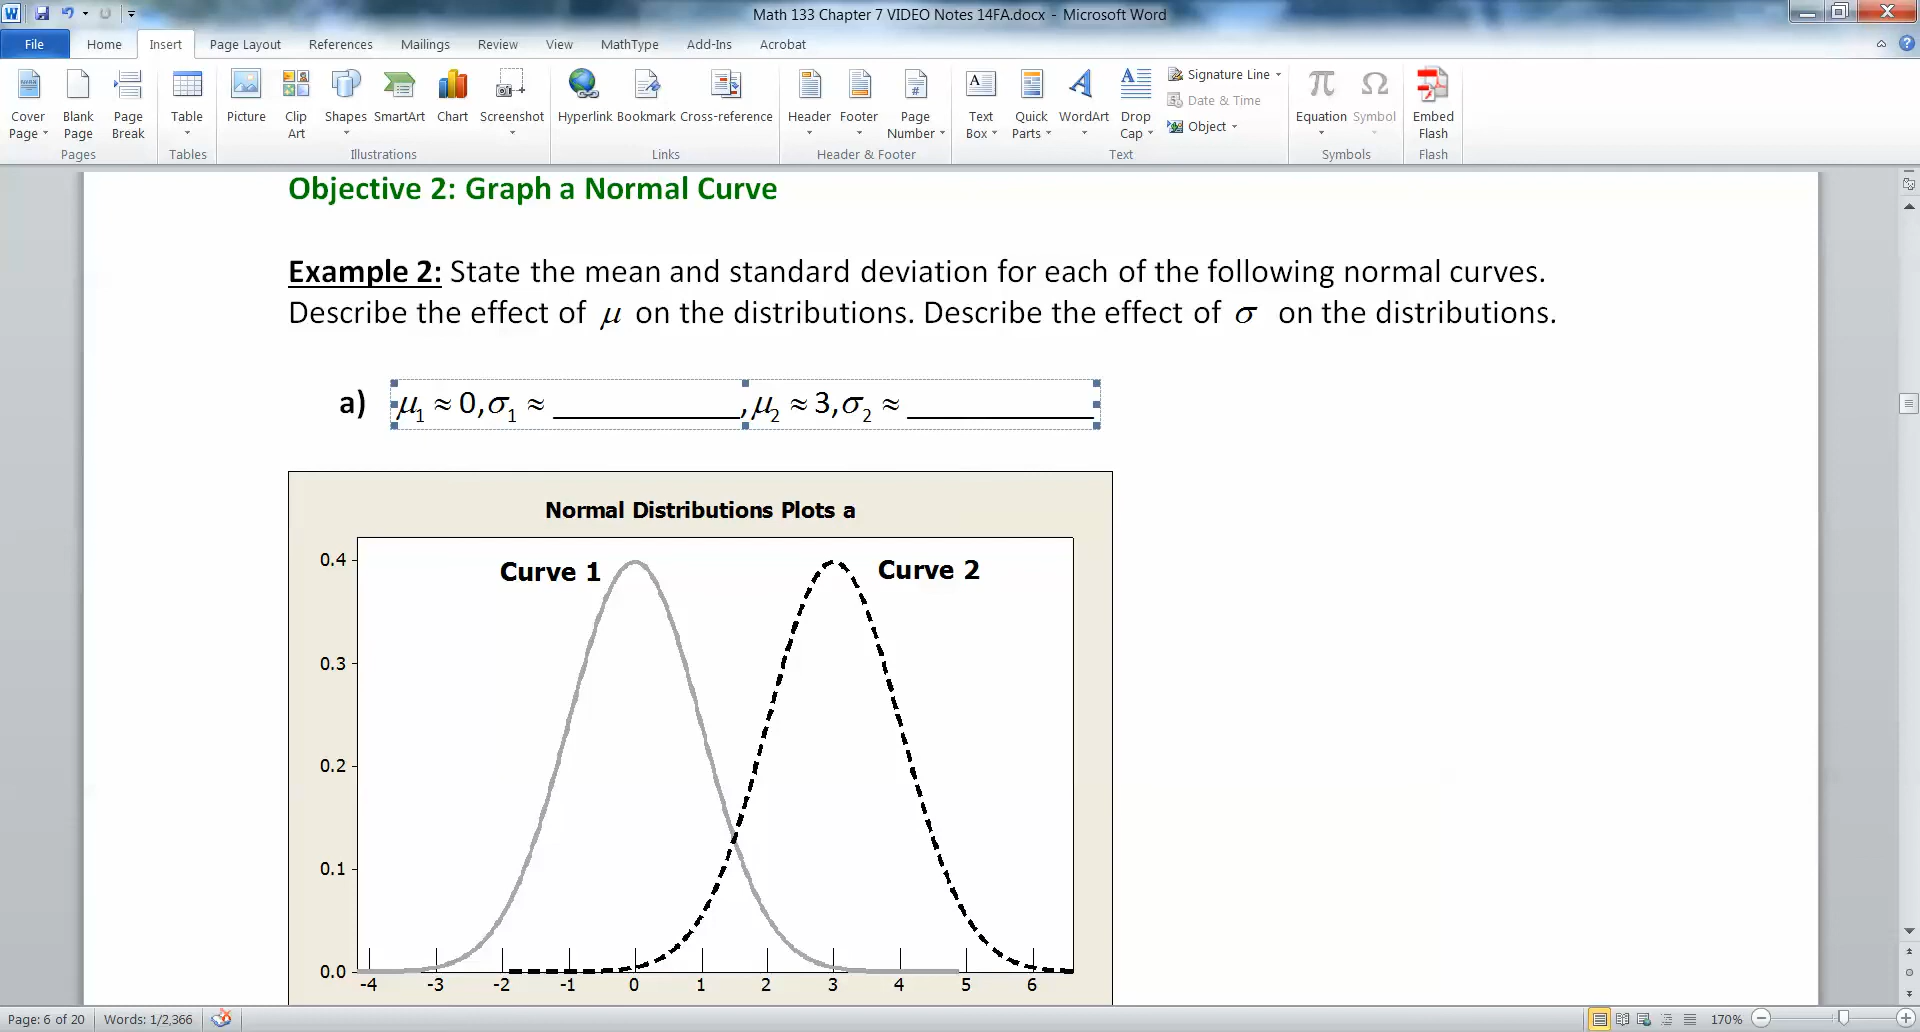 Math 133 Chapter 7 VIDEO Notes 14FA.docx - Microsoft Word
File Home Insert Page Layout References Mailings Review View MathType Add-Ins Acrobat
Cover Page
Blank Page
Page Break
Table
Picture
Clip Art
Shapes
SmartArt
Chart
Screenshot
Hyperlink
Bookmark
Cross-reference
Header
Footer
Page Number
Text Box
Quick Parts
WordArt
Drop Cap
Signature Line
Date & Time
Object
Equation
Symbol
Embed Flash
Pages Tables Illustrations Links Header & Footer Text Symbols Flash
Objective 2: Graph a Normal Curve
Example 2: State the mean and standard deviation for each of the following normal curves.
Describe the effect of μ on the distributions. Describe the effect of σ on the distributions.
a) μ₁ ≈ 0, σ₁ ≈ ____________, μ₂ ≈ 3, σ₂ ≈ ____________
Normal Distributions Plots a
Curve 1 Curve 2
0.4
0.3
0.2
0.1
0.0
-4 -3 -2 -1 0 1 2 3 4 5 6
Page: 6 of 20 Words: 1/2,366 170%